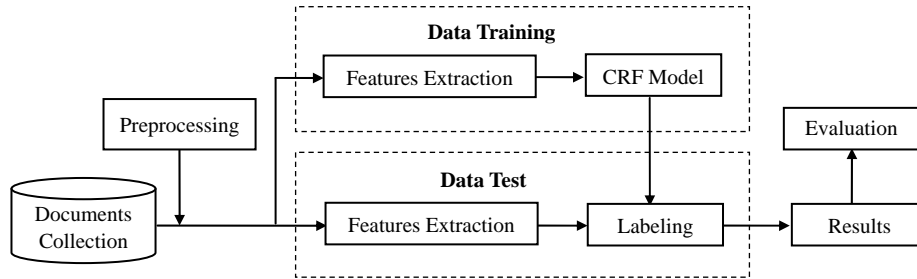 Data Training
Features Extraction
CRF Model
Preprocessing
Evaluation
Data Test
Documents
Collection
Features Extraction
Labeling
Results